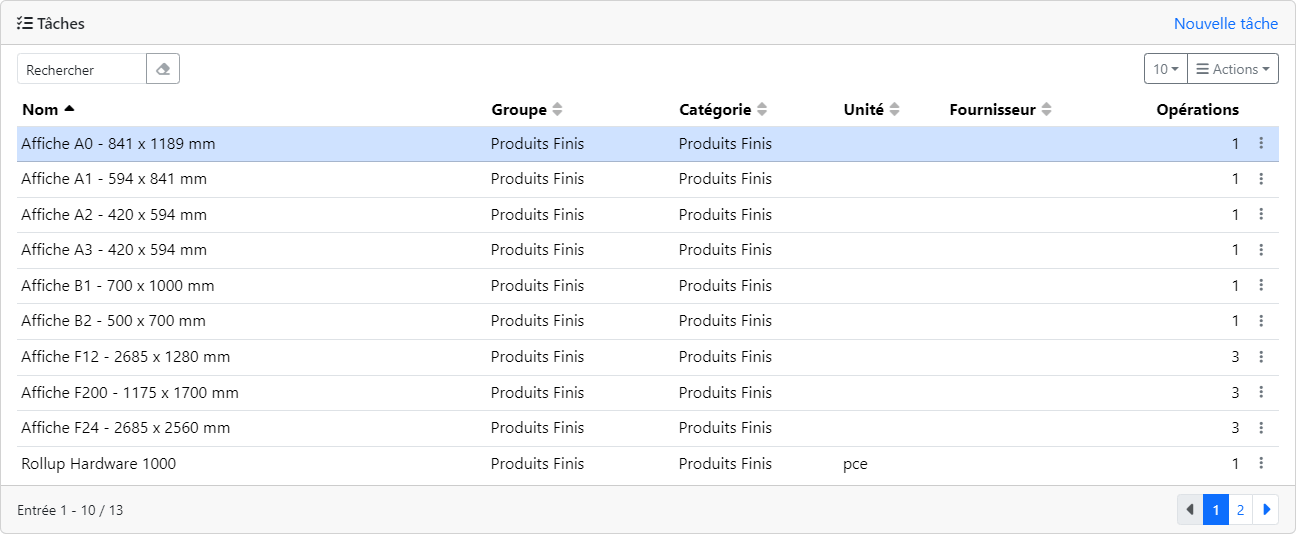 Tâches Nouvelle tâche
Rechercher 10 Actions
Nom Groupe Catégorie Unité Fournisseur Opérations
Affiche A0 - 841 x 1189 mm Produits Finis Produits Finis 1
Affiche A1 - 594 x 841 mm Produits Finis Produits Finis 1
Affiche A2 - 420 x 594 mm Produits Finis Produits Finis 1
Affiche A3 - 420 x 594 mm Produits Finis Produits Finis 1
Affiche B1 - 700 x 1000 mm Produits Finis Produits Finis 1
Affiche B2 - 500 x 700 mm Produits Finis Produits Finis 1
Affiche F12 - 2685 x 1280 mm Produits Finis Produits Finis 3
Affiche F200 - 1175 x 1700 mm Produits Finis Produits Finis 3
Affiche F24 - 2685 x 2560 mm Produits Finis Produits Finis 3
Rollup Hardware 1000 Produits Finis Produits Finis pce 1
Entrée 1 - 10 / 13 1 2